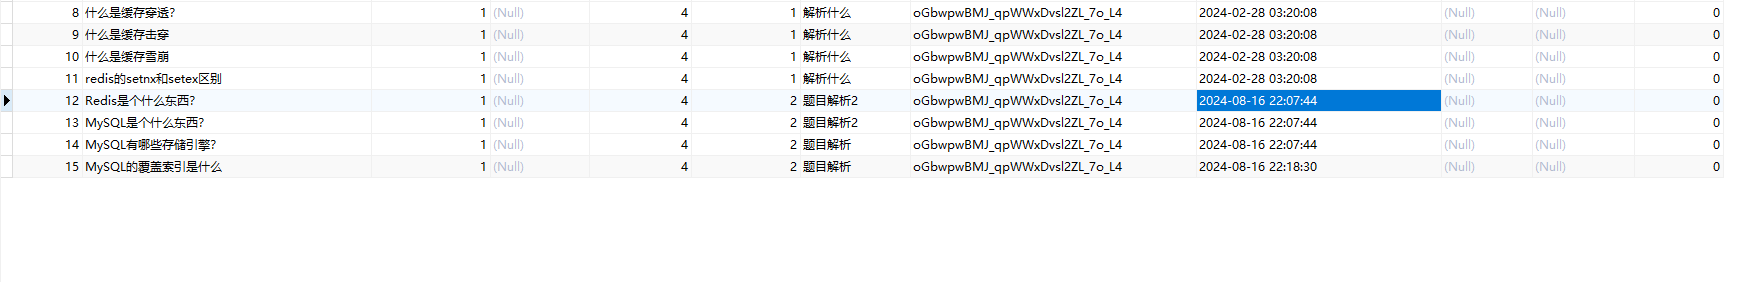 8 什么是缓存穿透? 1 (Null) 4 1 解析什么 oGbwpwBMJ_qpWWxDvsl2ZL_7o_L4 2024-02-28 03:20:08 (Null) (Null) 0
9 什么是缓存击穿 1 (Null) 4 1 解析什么 oGbwpwBMJ_qpWWxDvsl2ZL_7o_L4 2024-02-28 03:20:08 (Null) (Null) 0
10 什么是缓存雪崩 1 (Null) 4 1 解析什么 oGbwpwBMJ_qpWWxDvsl2ZL_7o_L4 2024-02-28 03:20:08 (Null) (Null) 0
11 redis的setnx和setex区别 1 (Null) 4 1 解析什么 oGbwpwBMJ_qpWWxDvsl2ZL_7o_L4 2024-02-28 03:20:08 (Null) (Null) 0
12 Redis是个什么东西? 1 (Null) 4 2 题目解析2 oGbwpwBMJ_qpWWxDvsl2ZL_7o_L4 2024-08-16 22:07:44 (Null) (Null) 0
13 MySQL是个什么东西? 1 (Null) 4 2 题目解析2 oGbwpwBMJ_qpWWxDvsl2ZL_7o_L4 2024-08-16 22:07:44 (Null) (Null) 0
14 MySQL有哪些存储引擎? 1 (Null) 4 2 题目解析 oGbwpwBMJ_qpWWxDvsl2ZL_7o_L4 2024-08-16 22:07:44 (Null) (Null) 0
15 MySQL的覆盖索引是什么 1 (Null) 4 2 题目解析 oGbwpwBMJ_qpWWxDvsl2ZL_7o_L4 2024-08-16 22:18:30 (Null) (Null) 0